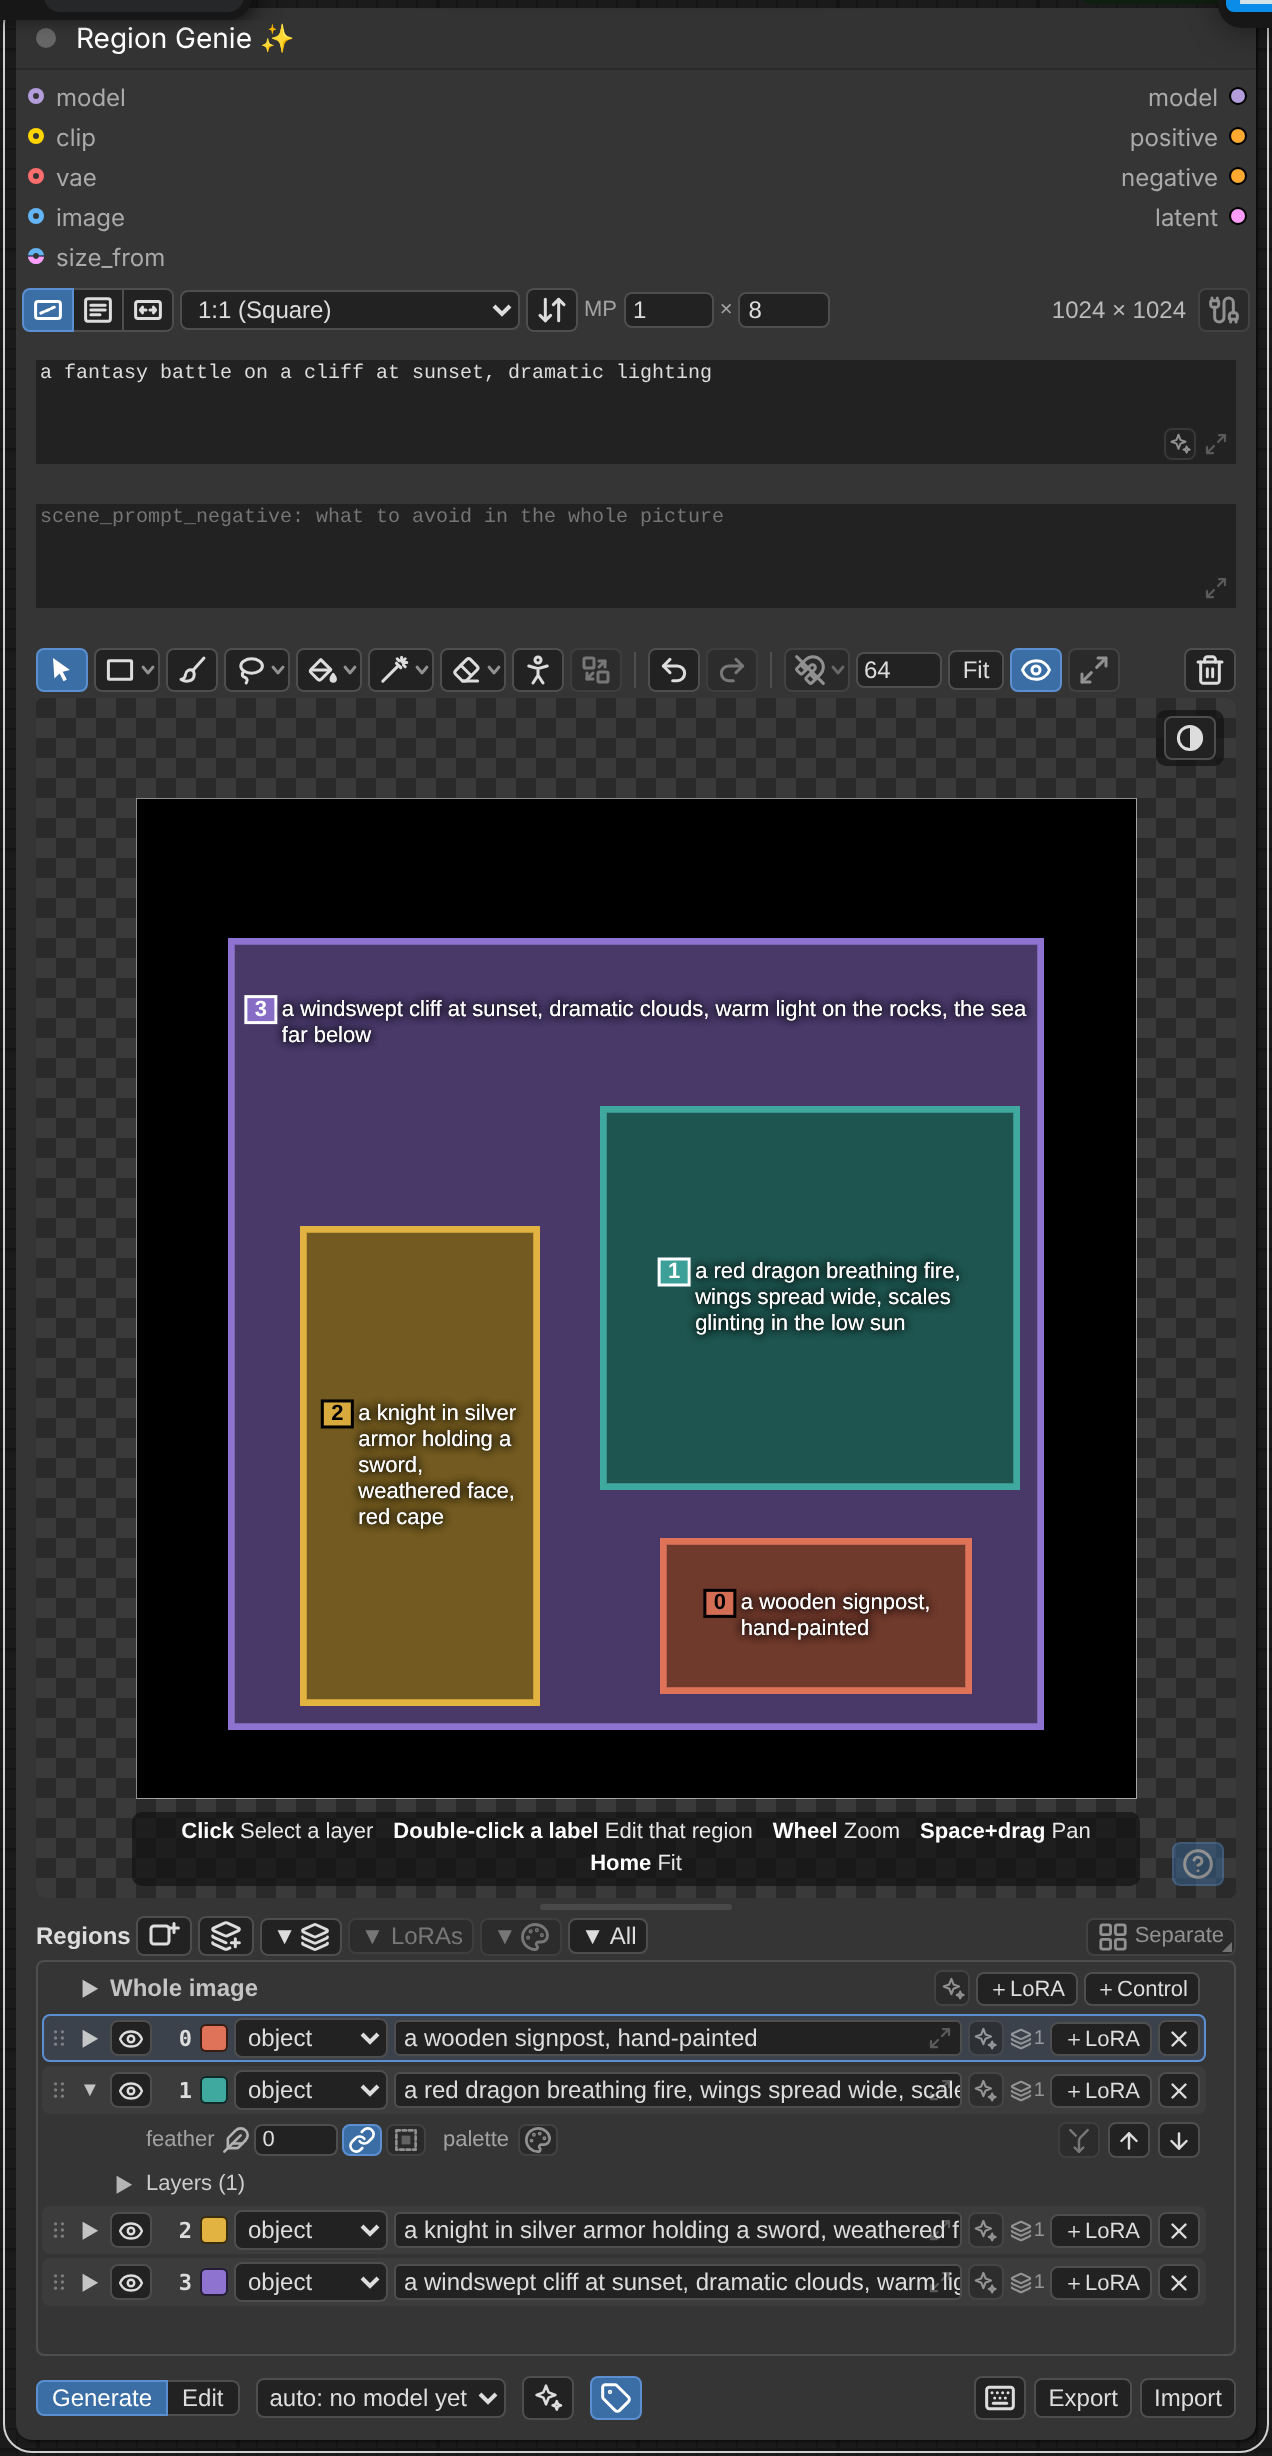 Region Genie ✨
model
model
clip
positive
vae
negative
image
latent
size_from
1:1 (Square)
MP 1 × 8
1024 × 1024
a fantasy battle on a cliff at sunset, dramatic lighting
scene_prompt_negative: what to avoid in the whole picture
64
Fit
3 a windswept cliff at sunset, dramatic clouds, warm light on the rocks, the sea
far below
1 a red dragon breathing fire,
wings spread wide, scales
glinting in the low sun
2 a knight in silver
armor holding a
sword,
weathered face,
red cape
0 a wooden signpost,
hand-painted
Click Select a layer Double-click a label Edit that region Wheel Zoom Space+drag Pan
Home Fit
Regions ▼ ▼ LoRAs ▼ ▼ All Separate
▶ Whole image +LoRA +Control
0 object a wooden signpost, hand-painted 1 +LoRA
1 object a red dragon breathing fire, wings spread wide, scale 1 +LoRA
feather 0 palette
Layers (1)
2 object a knight in silver armor holding a sword, weathered f 1 +LoRA
3 object a windswept cliff at sunset, dramatic clouds, warm lig 1 +LoRA
Generate Edit auto: no model yet Export Import